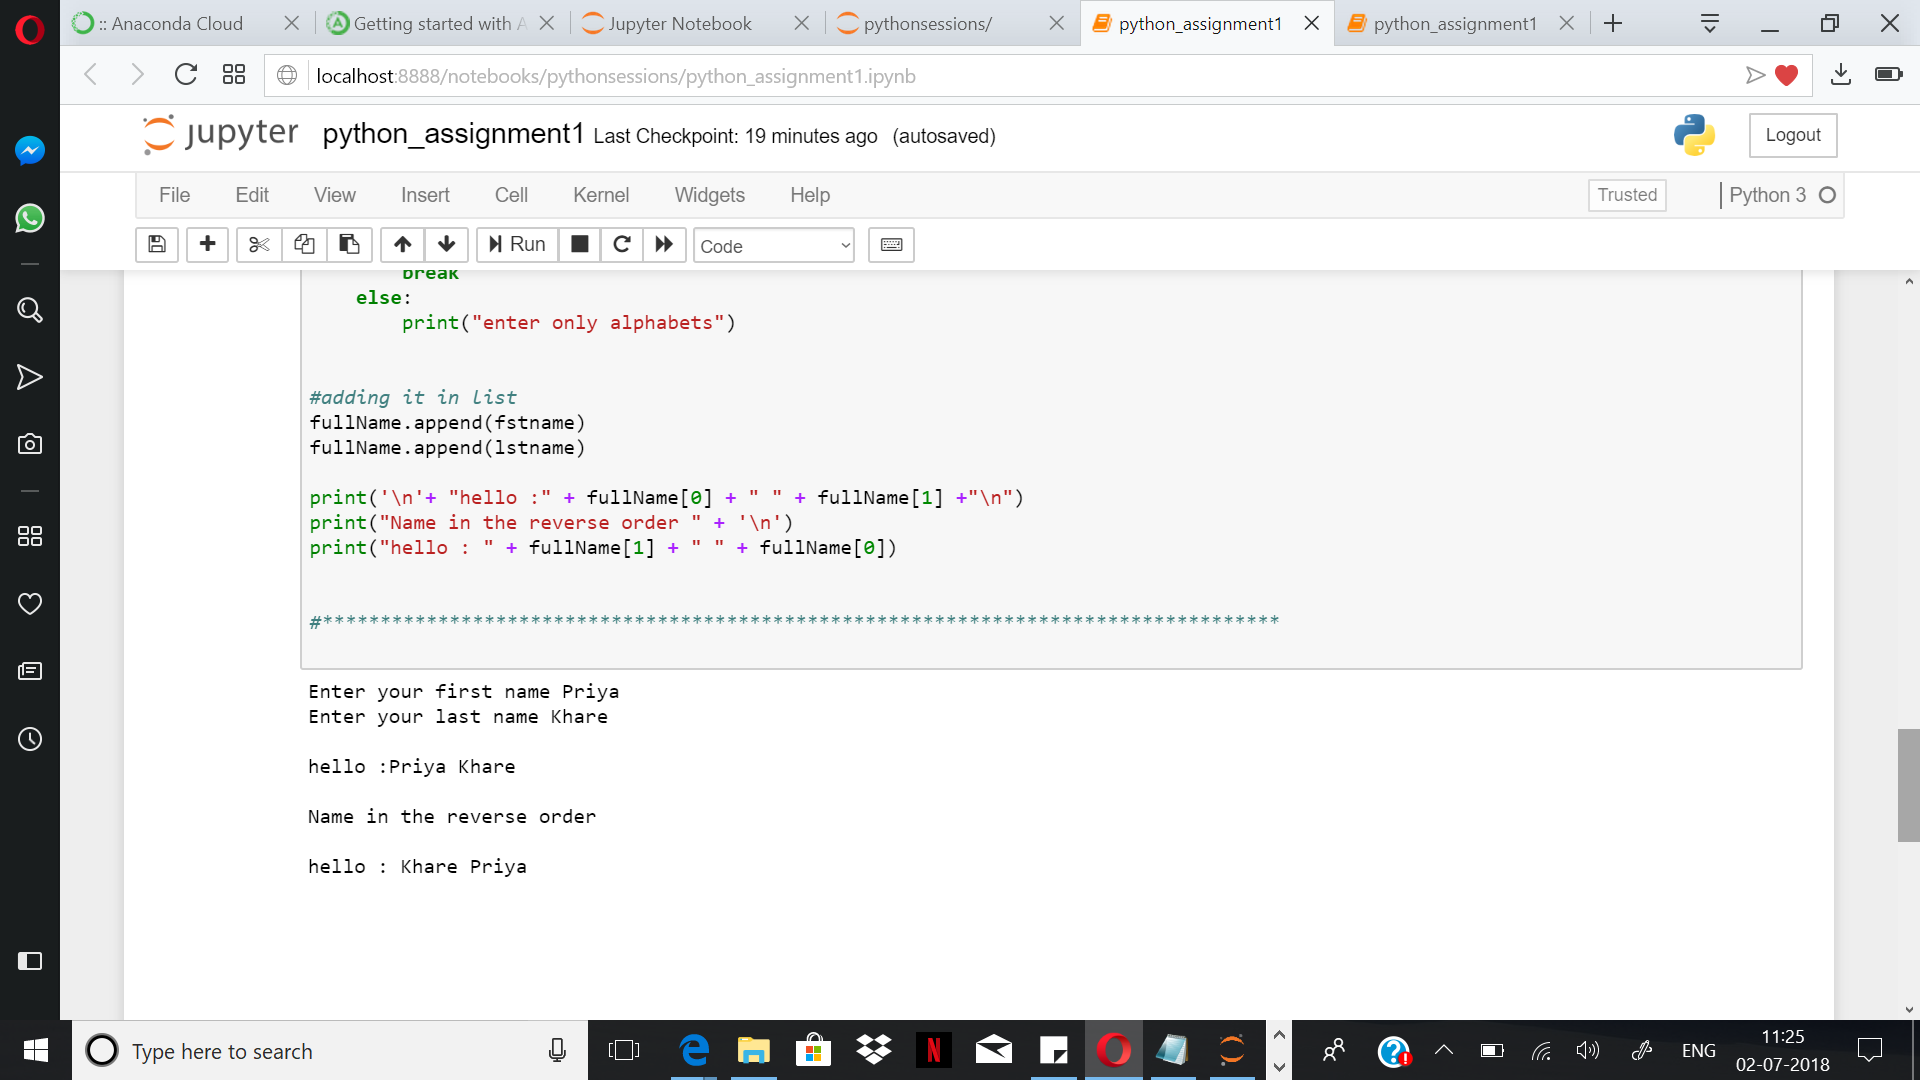 :: Anaconda Cloud
Getting started with A
Jupyter Notebook
pythonsessions/
python_assignment1
python_assignment1
localhost:8888/notebooks/pythonsessions/python_assignment1.ipynb
jupyter python_assignment1 Last Checkpoint: 19 minutes ago (autosaved)
Logout
File Edit View Insert Cell Kernel Widgets Help
Trusted
Python 3
Run
Code
break
else:
print("enter only alphabets")
#adding it in list
fullName.append(fstname)
fullName.append(lstname)
print('\n'+ "hello :" + fullName[0] + " " + fullName[1] +"\n")
print("Name in the reverse order " + '\n')
print("hello : " + fullName[1] + " " + fullName[0])
#***********************************************************************************
Enter your first name Priya
Enter your last name Khare
hello :Priya Khare
Name in the reverse order
hello : Khare Priya
Type here to search
ENG
11:25
02-07-2018